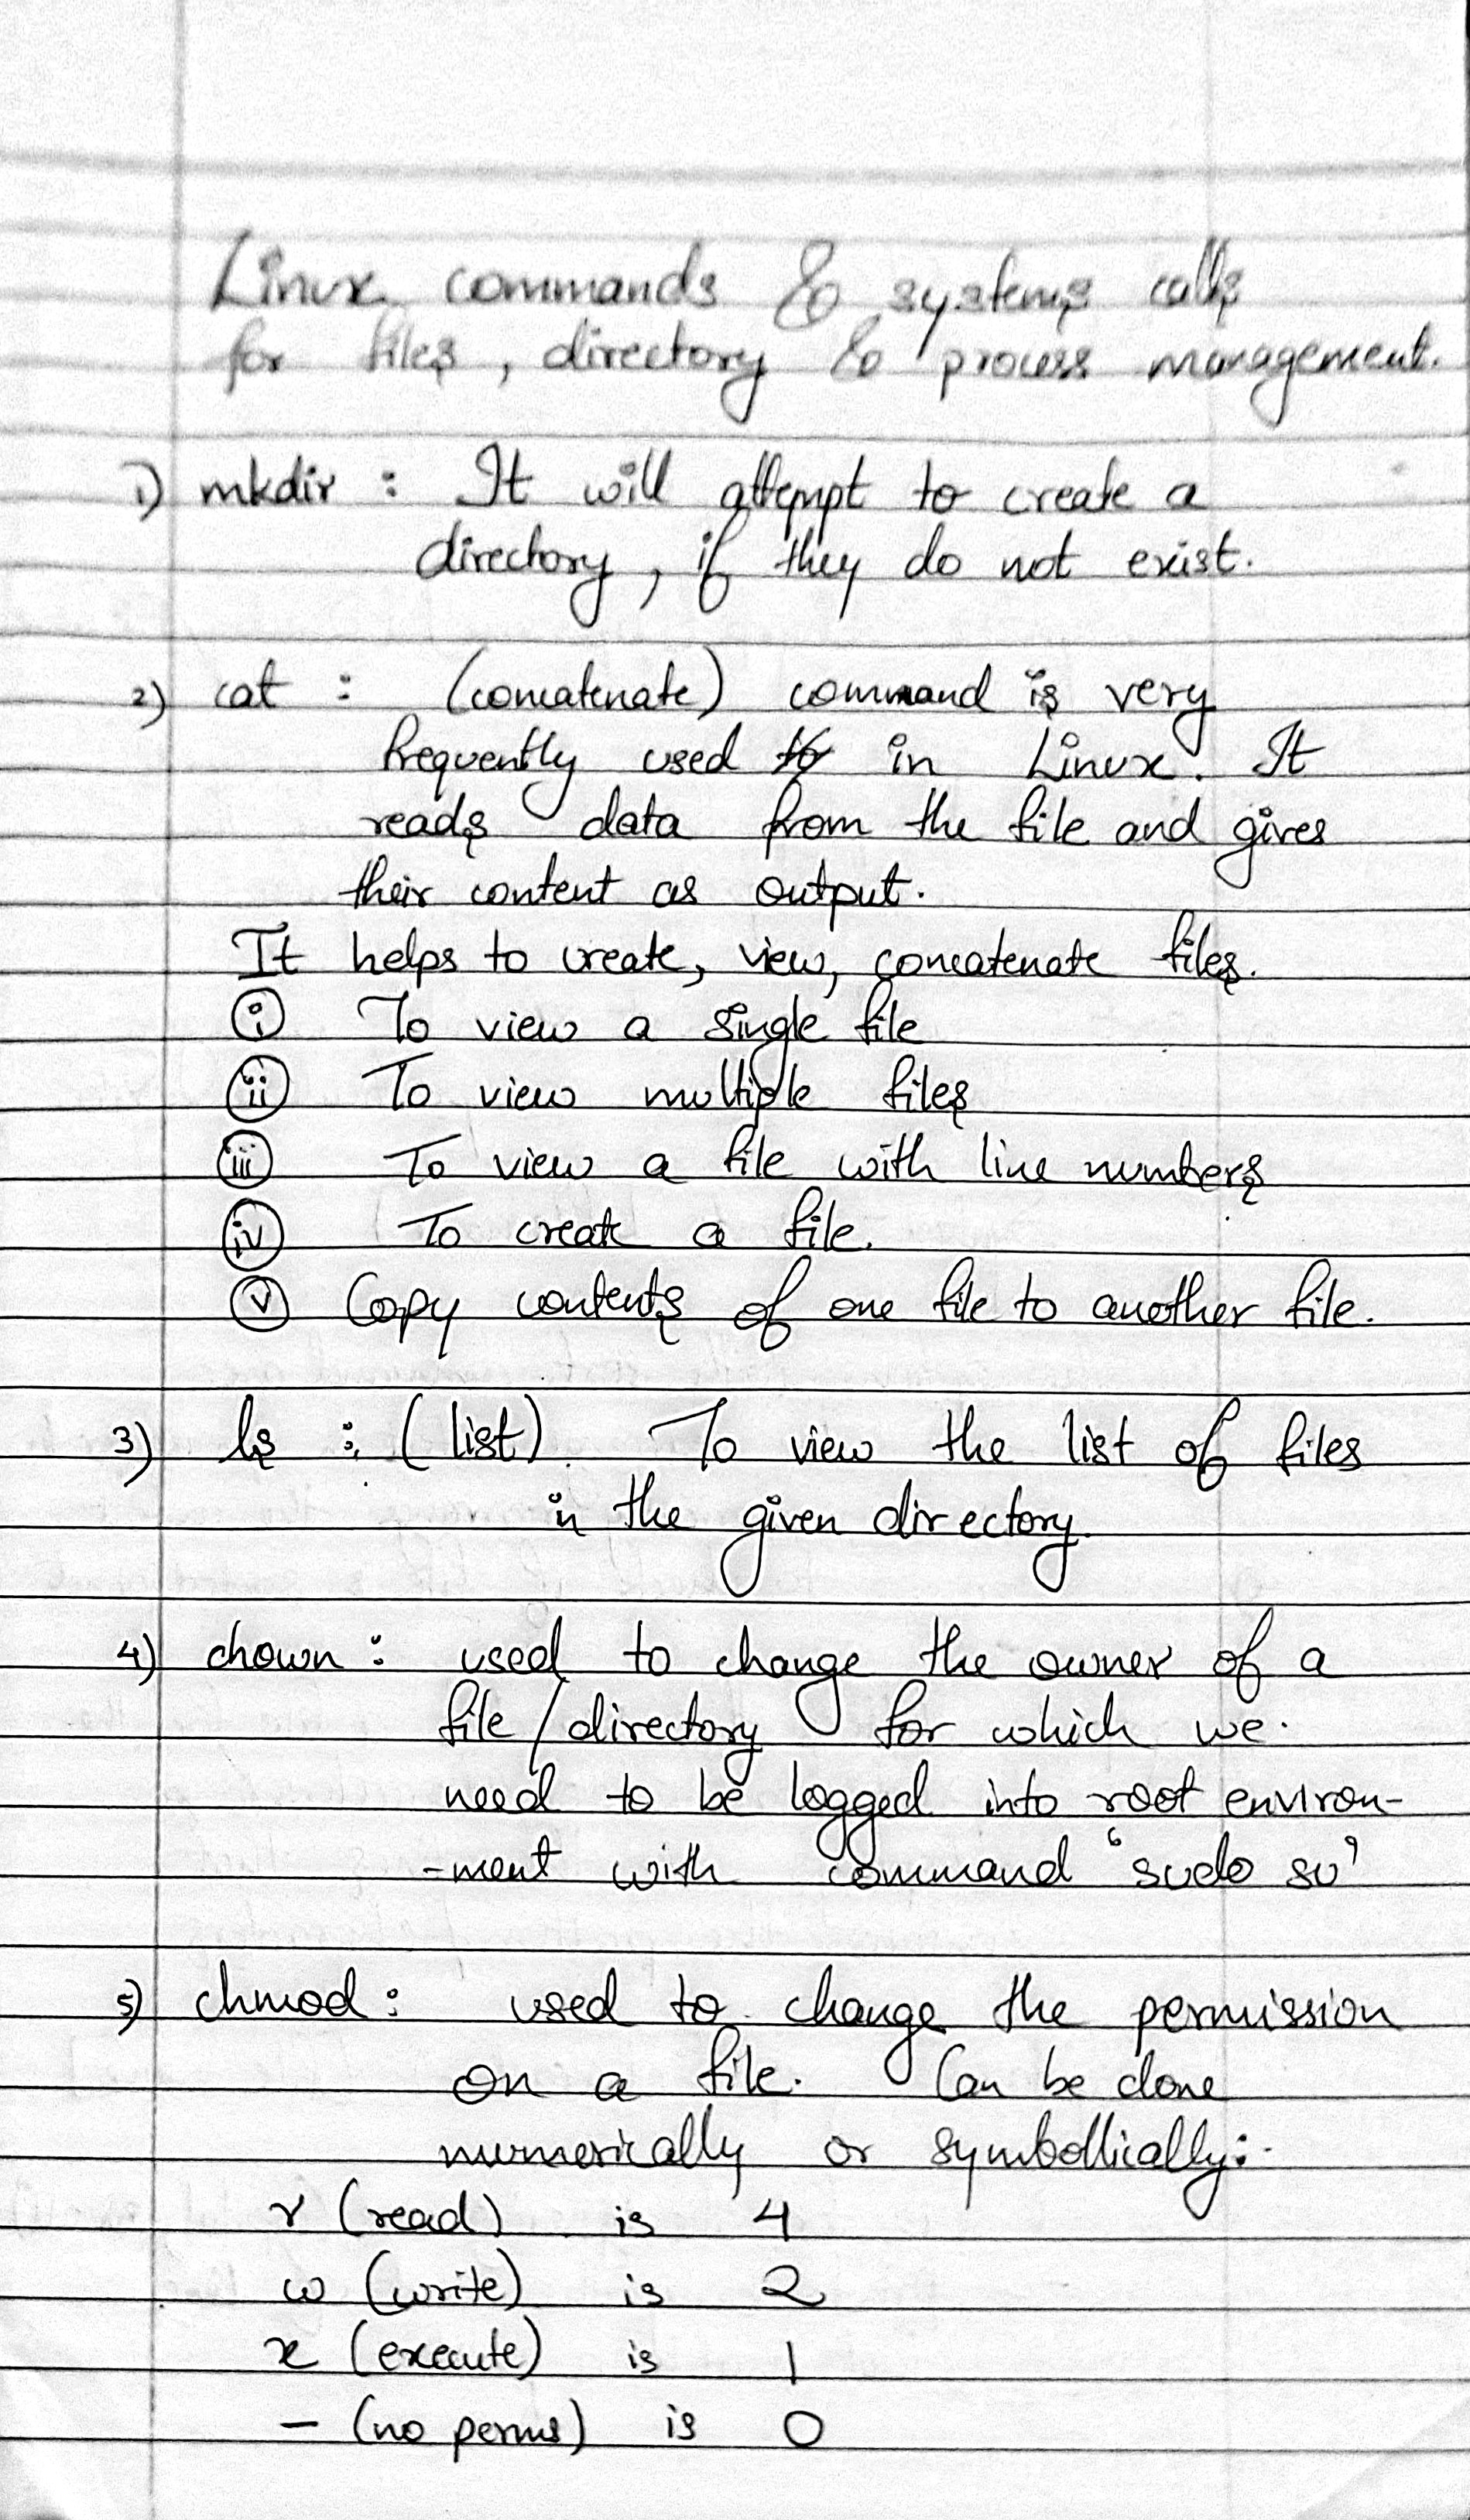 Linux commands & systems calls
for files, directory & process management.
1) mkdir : It will attempt to create a
directory, if they do not exist.
2) cat : (concatenate) command is very
frequently used to in Linux. It
reads data from the file and gives
their content as output.
It helps to create, view, concatenate files.
i To view a single file
ii To view multiple files
iii To view a file with line numbers
iv To create a file.
v Copy contents of one file to another file.
3) ls : (list). To view the list of files
in the given directory.
4) chown : used to change the owner of a
file/directory for which we
need to be logged into root environ-
-ment with command 'sudo su'
5) chmod : used to change the permission
on a file. Can be done
numerically or symbollically:-
r (read) is 4
w (write) is 2
x (execute) is 1
- (no perms) is 0